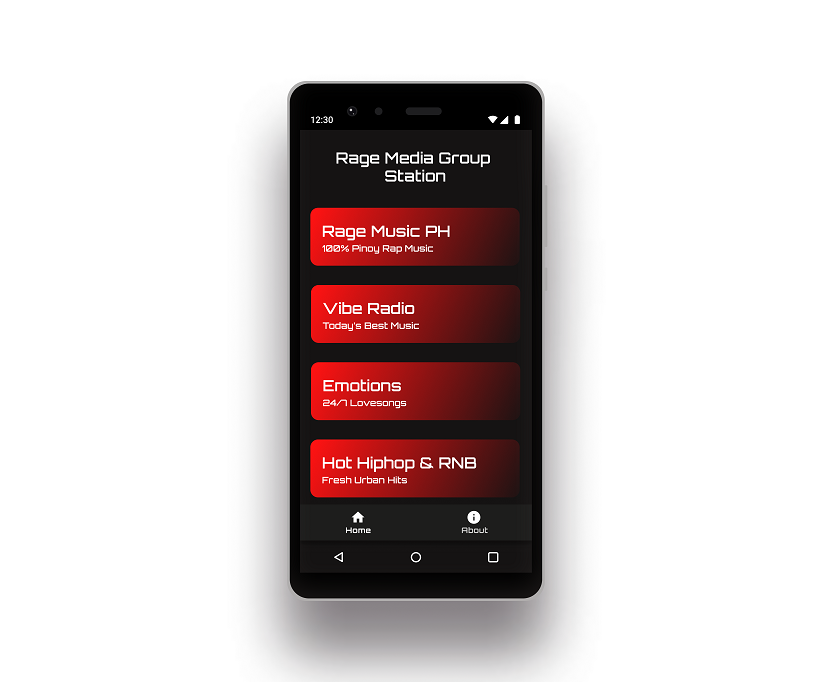 12:30
Rage Media Group
Station
Rage Music PH
100% Pinoy Rap Music
Vibe Radio
Today's Best Music
Emotions
24/7 Lovesongs
Hot Hiphop & RNB
Fresh Urban Hits
Home
About